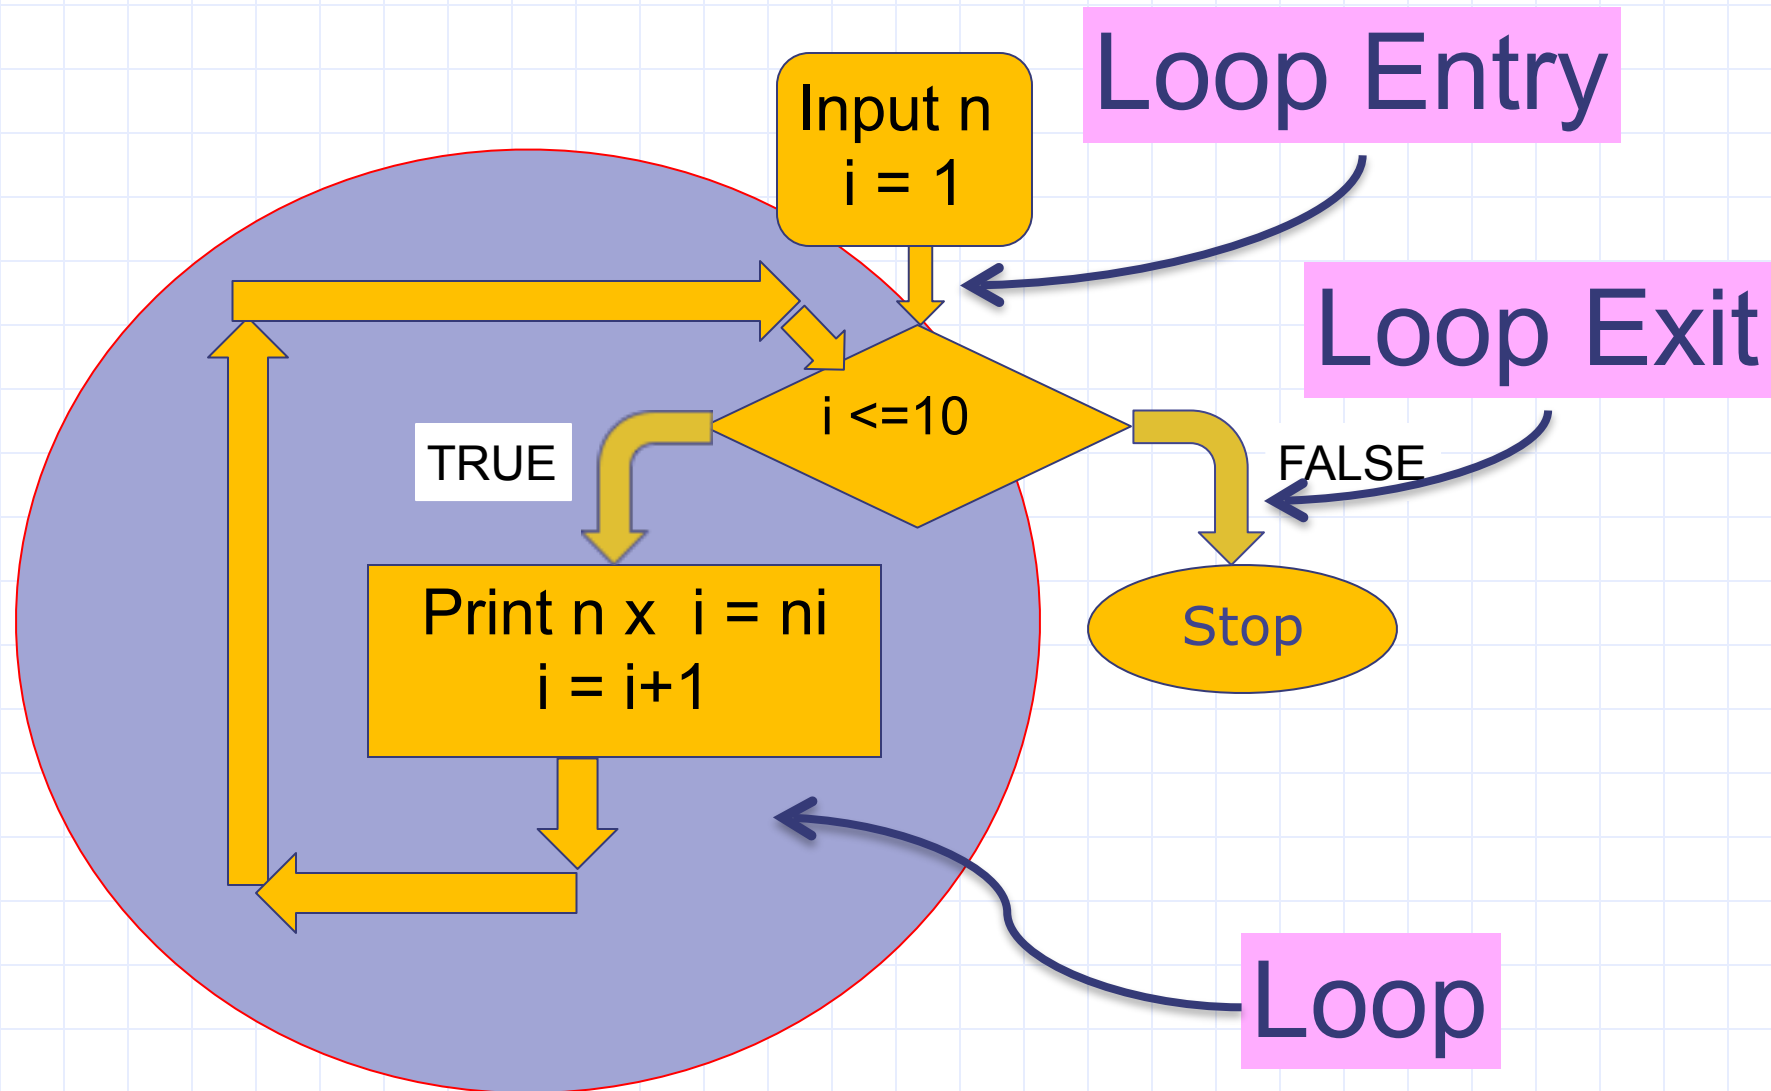 Loop Entry
Input n
i = 1
Loop Exit
i <=10
TRUE
FALSE
Print n x  i = ni
i = i+1
Stop
Loop